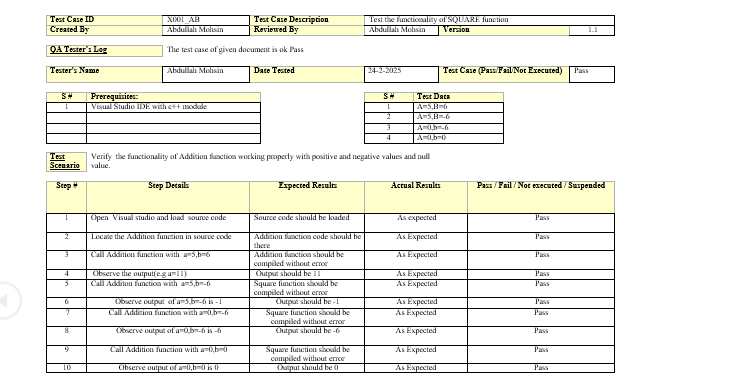 Test Case ID X001_AB Test Case Description Test the functionality of SQUARE function
Created By Abdullah Mohsin Reviewed By Abdullah Mohsin Version 1.1
QA Tester's Log The test case of given document is ok Pass
Tester's Name Abdullah Mohsin Date Tested 24-2-2025 Test Case (Pass/Fail/Not Executed) Pass
S # Prerequisites: S # Test Data
1 Visual Studio IDE with c++ module 1 A=5,B=6
2 A=5,B=-6
3 A=0,b=-6
4 A=0,b=0
Test Scenario Verify the functionality of Addition function working properly with positive and negative values and null
value.
Step # Step Details Expected Results Actual Results Pass / Fail / Not executed / Suspended
1 Open Visual studio and load source code Source code should be loaded As expected Pass
2 Locate the Addition function in source code Addition function code should be
there As Expected Pass
3 Call Addition function with a=5,b=6 Addition function should be
compiled without error As Expected Pass
4 Observe the output(e.g a=11) Output should be 11 As Expected Pass
5 Call Additon function with a=5,b=-6 Square function should be
compiled without error As Expected Pass
6 Observe output of a=5,b=-6 is -1 Output should be -1 As Expected Pass
7 Call Addition function with a=0,b=-6 Square function should be
compiled without error As Expected Pass
8 Observe output of a=0,b=-6 is -6 Output should be -6 As Expected Pass
9 Call Addition function with a=0,b=0 Square function should be
compiled without error As Expected Pass
10 Observe output of a=0,b=0 is 0 Output should be 0 As Expected Pass